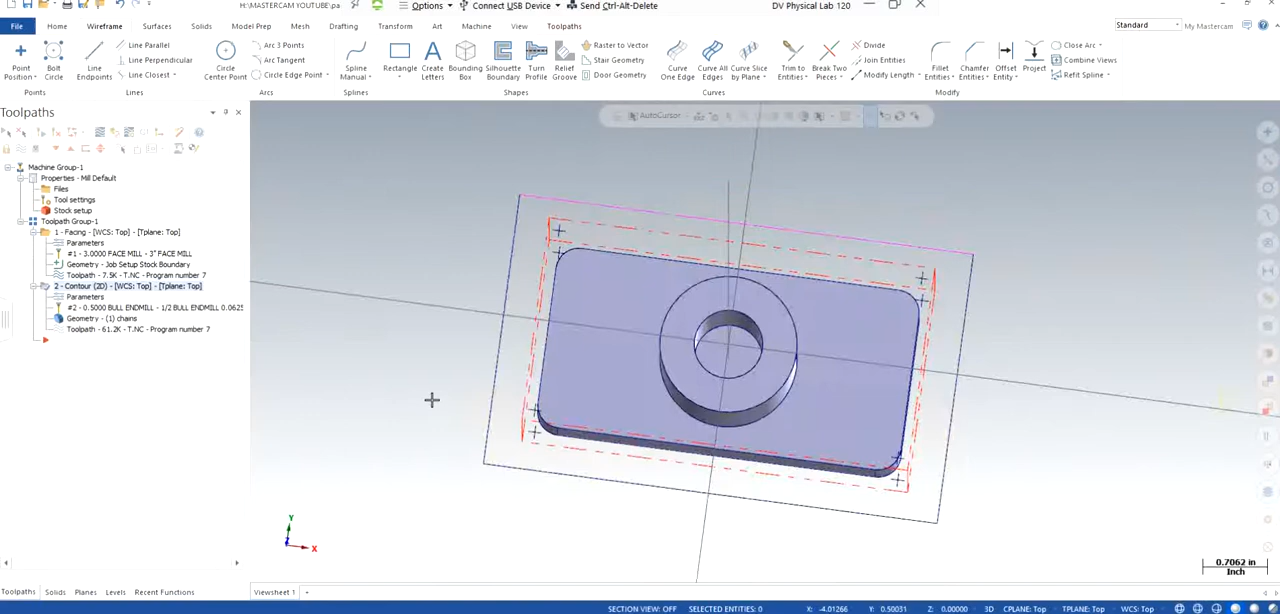 H:\MASTERCAM YOUTUBE\pa
Options
Connect USB Device
Send Ctrl-Alt-Delete
DV Physical Lab 120
File
Home
Wireframe
Surfaces
Solids
Model Prep
Mesh
Drafting
Transform
Art
Machine
View
Toolpaths
Standard
My Mastercam
Point Position
Bolt Circle
Line Endpoints
Line Parallel
Line Perpendicular
Line Closest
Circle Center Point
Arc 3 Points
Arc Tangent
Circle Edge Point
Spline Manual
Rectangle
Create Letters
Bounding Box
Silhouette Boundary
Turn Profile
Relief Groove
Raster to Vector
Stair Geometry
Door Geometry
Curve One Edge
Curve All Edges
Curve Slice by Plane
Trim to Entities
Break Two Pieces
Divide
Join Entities
Modify Length
Fillet Entities
Chamfer Entities
Offset Entity
Project
Close Arc
Combine Views
Refit Spline
Points
Lines
Arcs
Splines
Shapes
Curves
Modify
Toolpaths
AutoCursor
Machine Group-1
Properties - Mill Default
Files
Tool settings
Stock setup
Toolpath Group-1
1 - Facing - [WCS: Top] - [Tplane: Top]
Parameters
#1 - 3.0000 FACE MILL - 3" FACE MILL
Geometry - Job Setup Stock Boundary
Toolpath - 7.5K - T.NC - Program number 7
2 - Contour (2D) - [WCS: Top] - [Tplane: Top]
Parameters
#2 - 0.5000 BULL ENDMILL - 1/2 BULL ENDMILL 0.0625
Geometry - (1) chains
Toolpath - 61.2K - T.NC - Program number 7
Y
Z
X
0.7062 in
Inch
Toolpaths
Solids
Planes
Levels
Recent Functions
Viewsheet 1
SECTION VIEW: OFF
SELECTED ENTITIES: 0
X: -4.01266
Y: 0.50031
Z: 0.00000
3D
CPLANE: Top
TPLANE: Top
WCS: Top